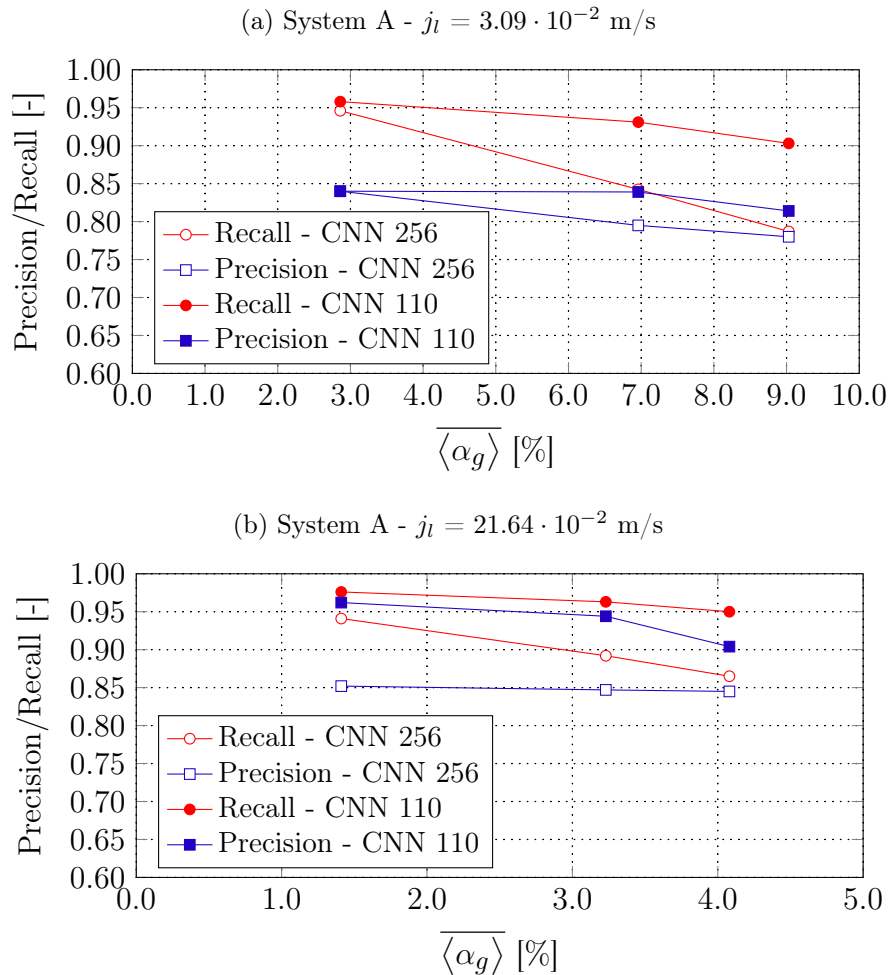 (a) System A - j_l = 3.09 · 10^−2 m/s
1.00
0.95
0.90
0.85
0.80
0.75
0.70
0.65
0.60
Precision/Recall [-]
Recall - CNN 256
Precision - CNN 256
Recall - CNN 110
Precision - CNN 110
0.0 1.0 2.0 3.0 4.0 5.0 6.0 7.0 8.0 9.0 10.0
⟨α_g⟩ [%]
(b) System A - j_l = 21.64 · 10^−2 m/s
1.00
0.95
0.90
0.85
0.80
0.75
0.70
0.65
0.60
Precision/Recall [-]
Recall - CNN 256
Precision - CNN 256
Recall - CNN 110
Precision - CNN 110
0.0 1.0 2.0 3.0 4.0 5.0
⟨α_g⟩ [%]